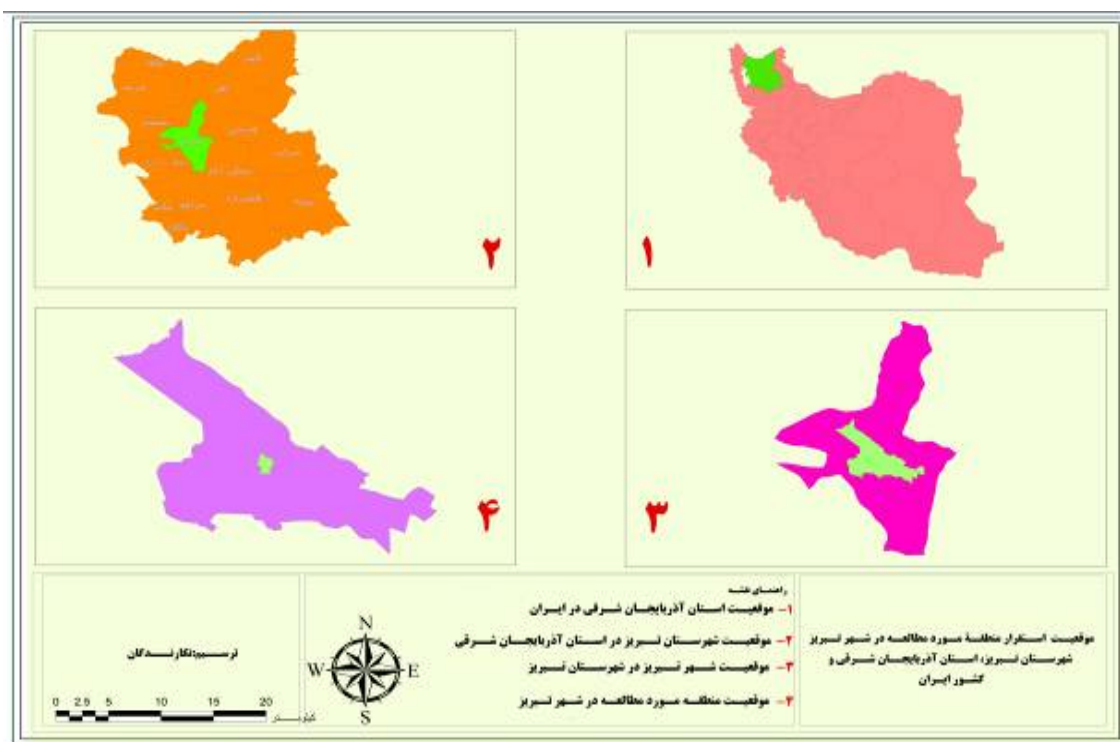 ۱
۲
۳
۴
موقعیت استقرار منطقهٔ مورد مطالعه در شهر تبریز
شهرستان تبریز، استان آذربایجان شرقی و
کشور ایران
راهنمای نقشه
۱- موقعیت استان آذربایجان شرقی در ایران
۲- موقعیت شهرستان تبریز در استان آذربایجان شرقی
۳- موقعیت شهر تبریز در شهرستان تبریز
۳- موقعیت منطقه مورد مطالعه در شهر تبریز
N
W E
S
ترسیم:نگارندگان
0 2.5 5 10 15 20
کیلومتر